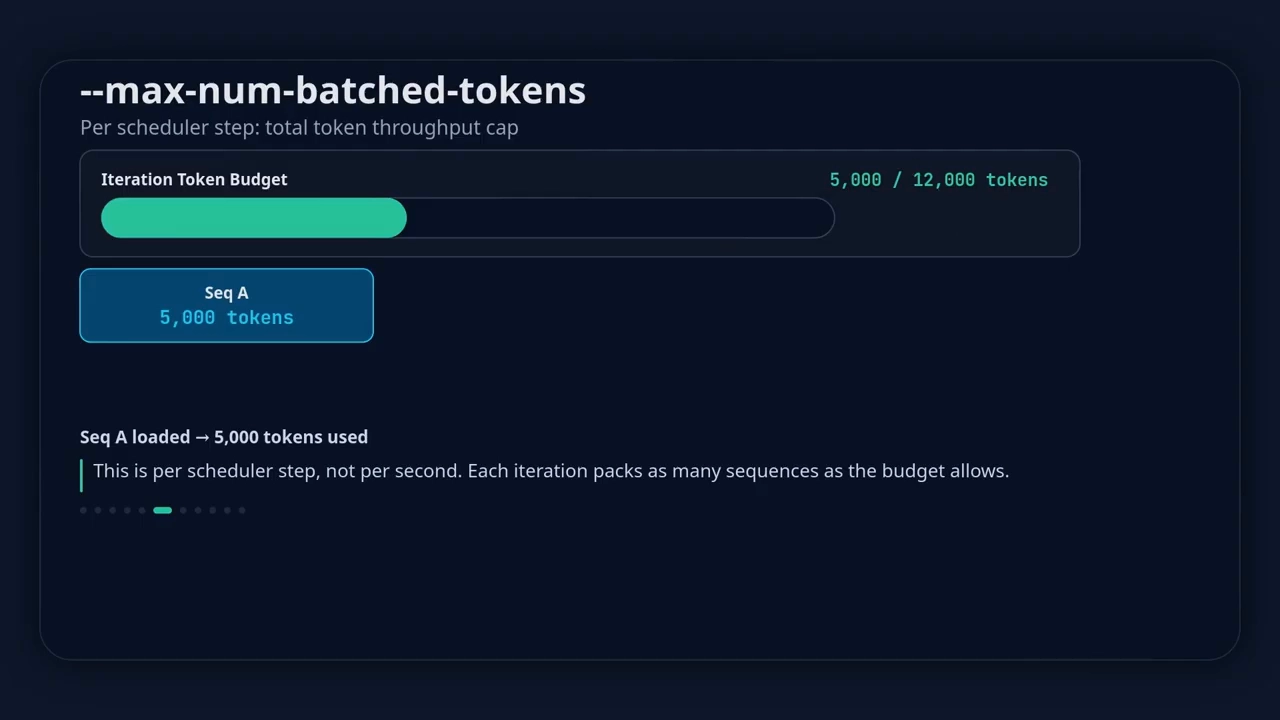 --max-num-batched-tokens
Per scheduler step: total token throughput cap
Iteration Token Budget
5,000 / 12,000 tokens
Seq A
5,000 tokens
Seq A loaded → 5,000 tokens used
This is per scheduler step, not per second. Each iteration packs as many sequences as the budget allows.